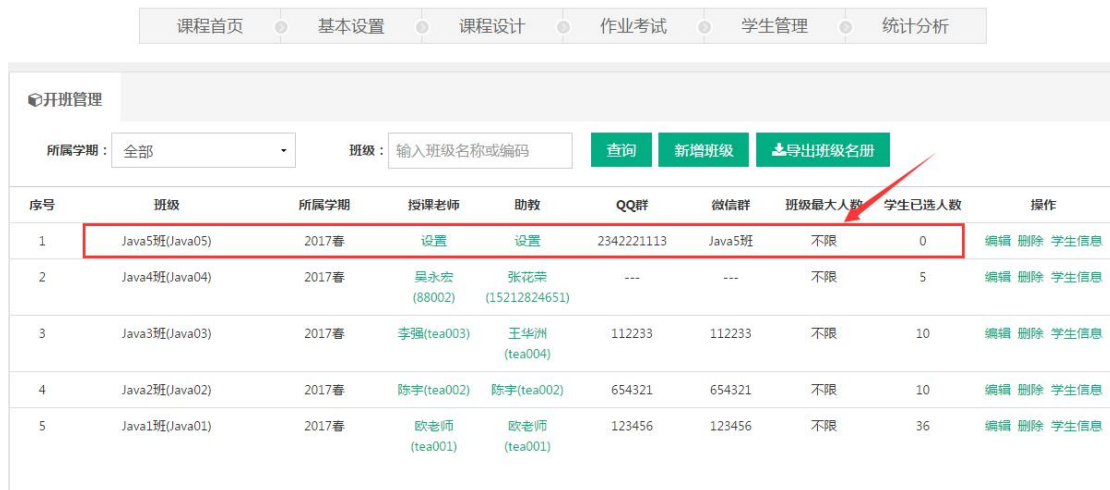 课程首页 基本设置 课程设计 作业考试 学生管理 统计分析
开班管理
所属学期： 全部 班级： 输入班级名称或编码 查询 新增班级 导出班级名册
序号 班级 所属学期 授课老师 助教 QQ群 微信群 班级最大人数 学生已选人数 操作
1 Java5班(Java05) 2017春 设置 设置 2342221113 Java5班 不限 0 编辑 删除 学生信息
2 Java4班(Java04) 2017春 吴永宏 张花荣 --- --- 不限 5 编辑 删除 学生信息
(88002) (15212824651)
3 Java3班(Java03) 2017春 李强(tea003) 王华洲 112233 112233 不限 10 编辑 删除 学生信息
(tea004)
4 Java2班(Java02) 2017春 陈宇(tea002) 陈宇(tea002) 654321 654321 不限 10 编辑 删除 学生信息
5 Java1班(Java01) 2017春 欧老师 欧老师 123456 123456 不限 36 编辑 删除 学生信息
(tea001) (tea001)